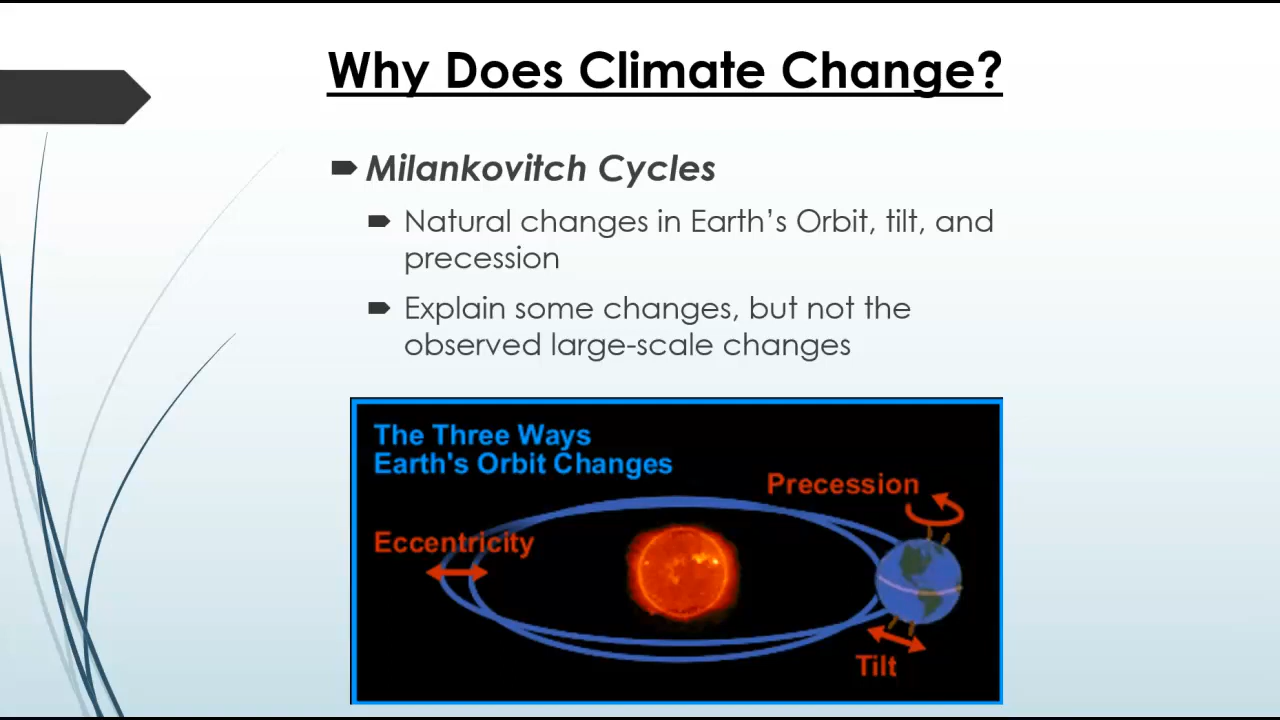 Why Does Climate Change?
Milankovitch Cycles
Natural changes in Earth's Orbit, tilt, and
precession
Explain some changes, but not the
observed large-scale changes
The Three Ways
Earth's Orbit Changes
Precession
Eccentricity
Tilt